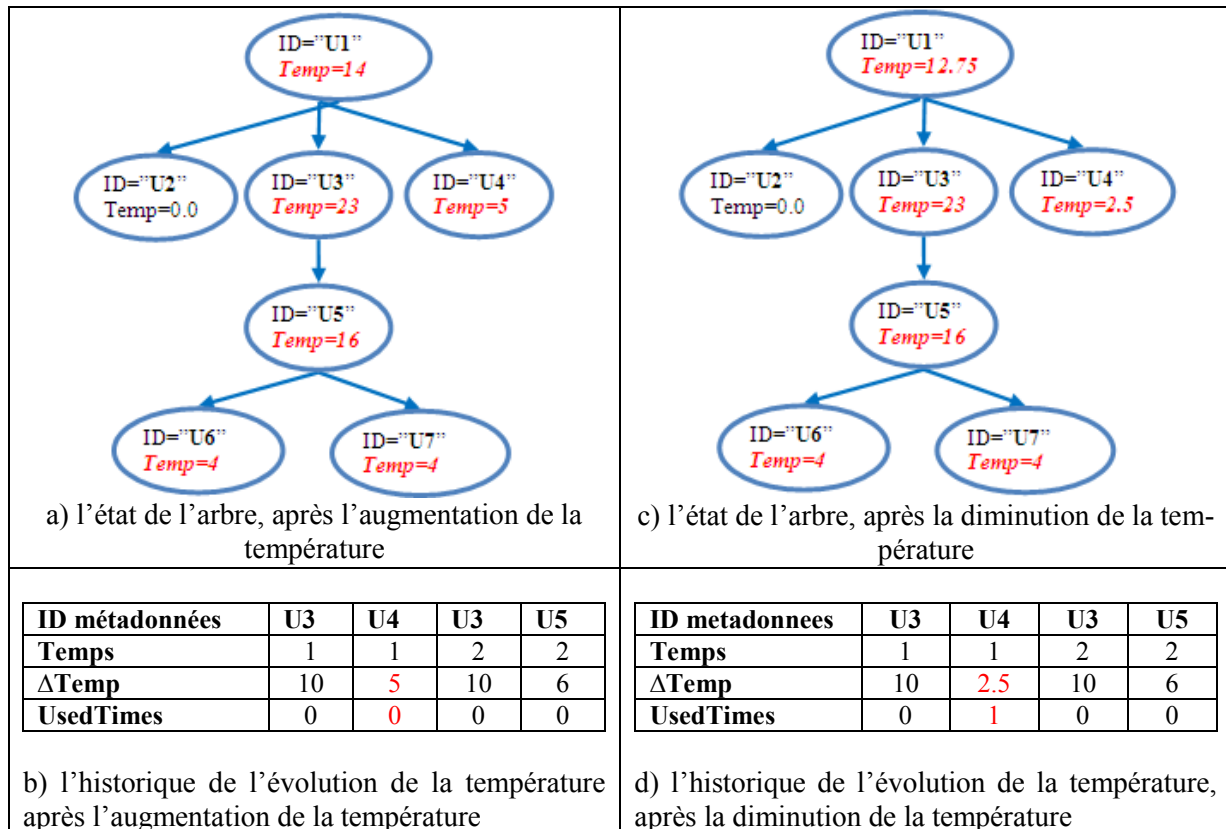 ID="U1"
Temp=14
ID="U2"
Temp=0.0
ID="U3"
Temp=23
ID="U4"
Temp=5
ID="U5"
Temp=16
ID="U6"
Temp=4
ID="U7"
Temp=4
a) l'état de l'arbre, après l'augmentation de la
température
ID="U1"
Temp=12.75
ID="U2"
Temp=0.0
ID="U3"
Temp=23
ID="U4"
Temp=2.5
ID="U5"
Temp=16
ID="U6"
Temp=4
ID="U7"
Temp=4
c) l'état de l'arbre, après la diminution de la tem-
pérature
ID métadonnées U3 U4 U3 U5
Temps 1 1 2 2
∆Temp 10 5 10 6
UsedTimes 0 0 0 0
b) l'historique de l'évolution de la température
après l'augmentation de la température
ID metadonnees U3 U4 U3 U5
Temps 1 1 2 2
∆Temp 10 2.5 10 6
UsedTimes 0 1 0 0
d) l'historique de l'évolution de la température,
après la diminution de la température